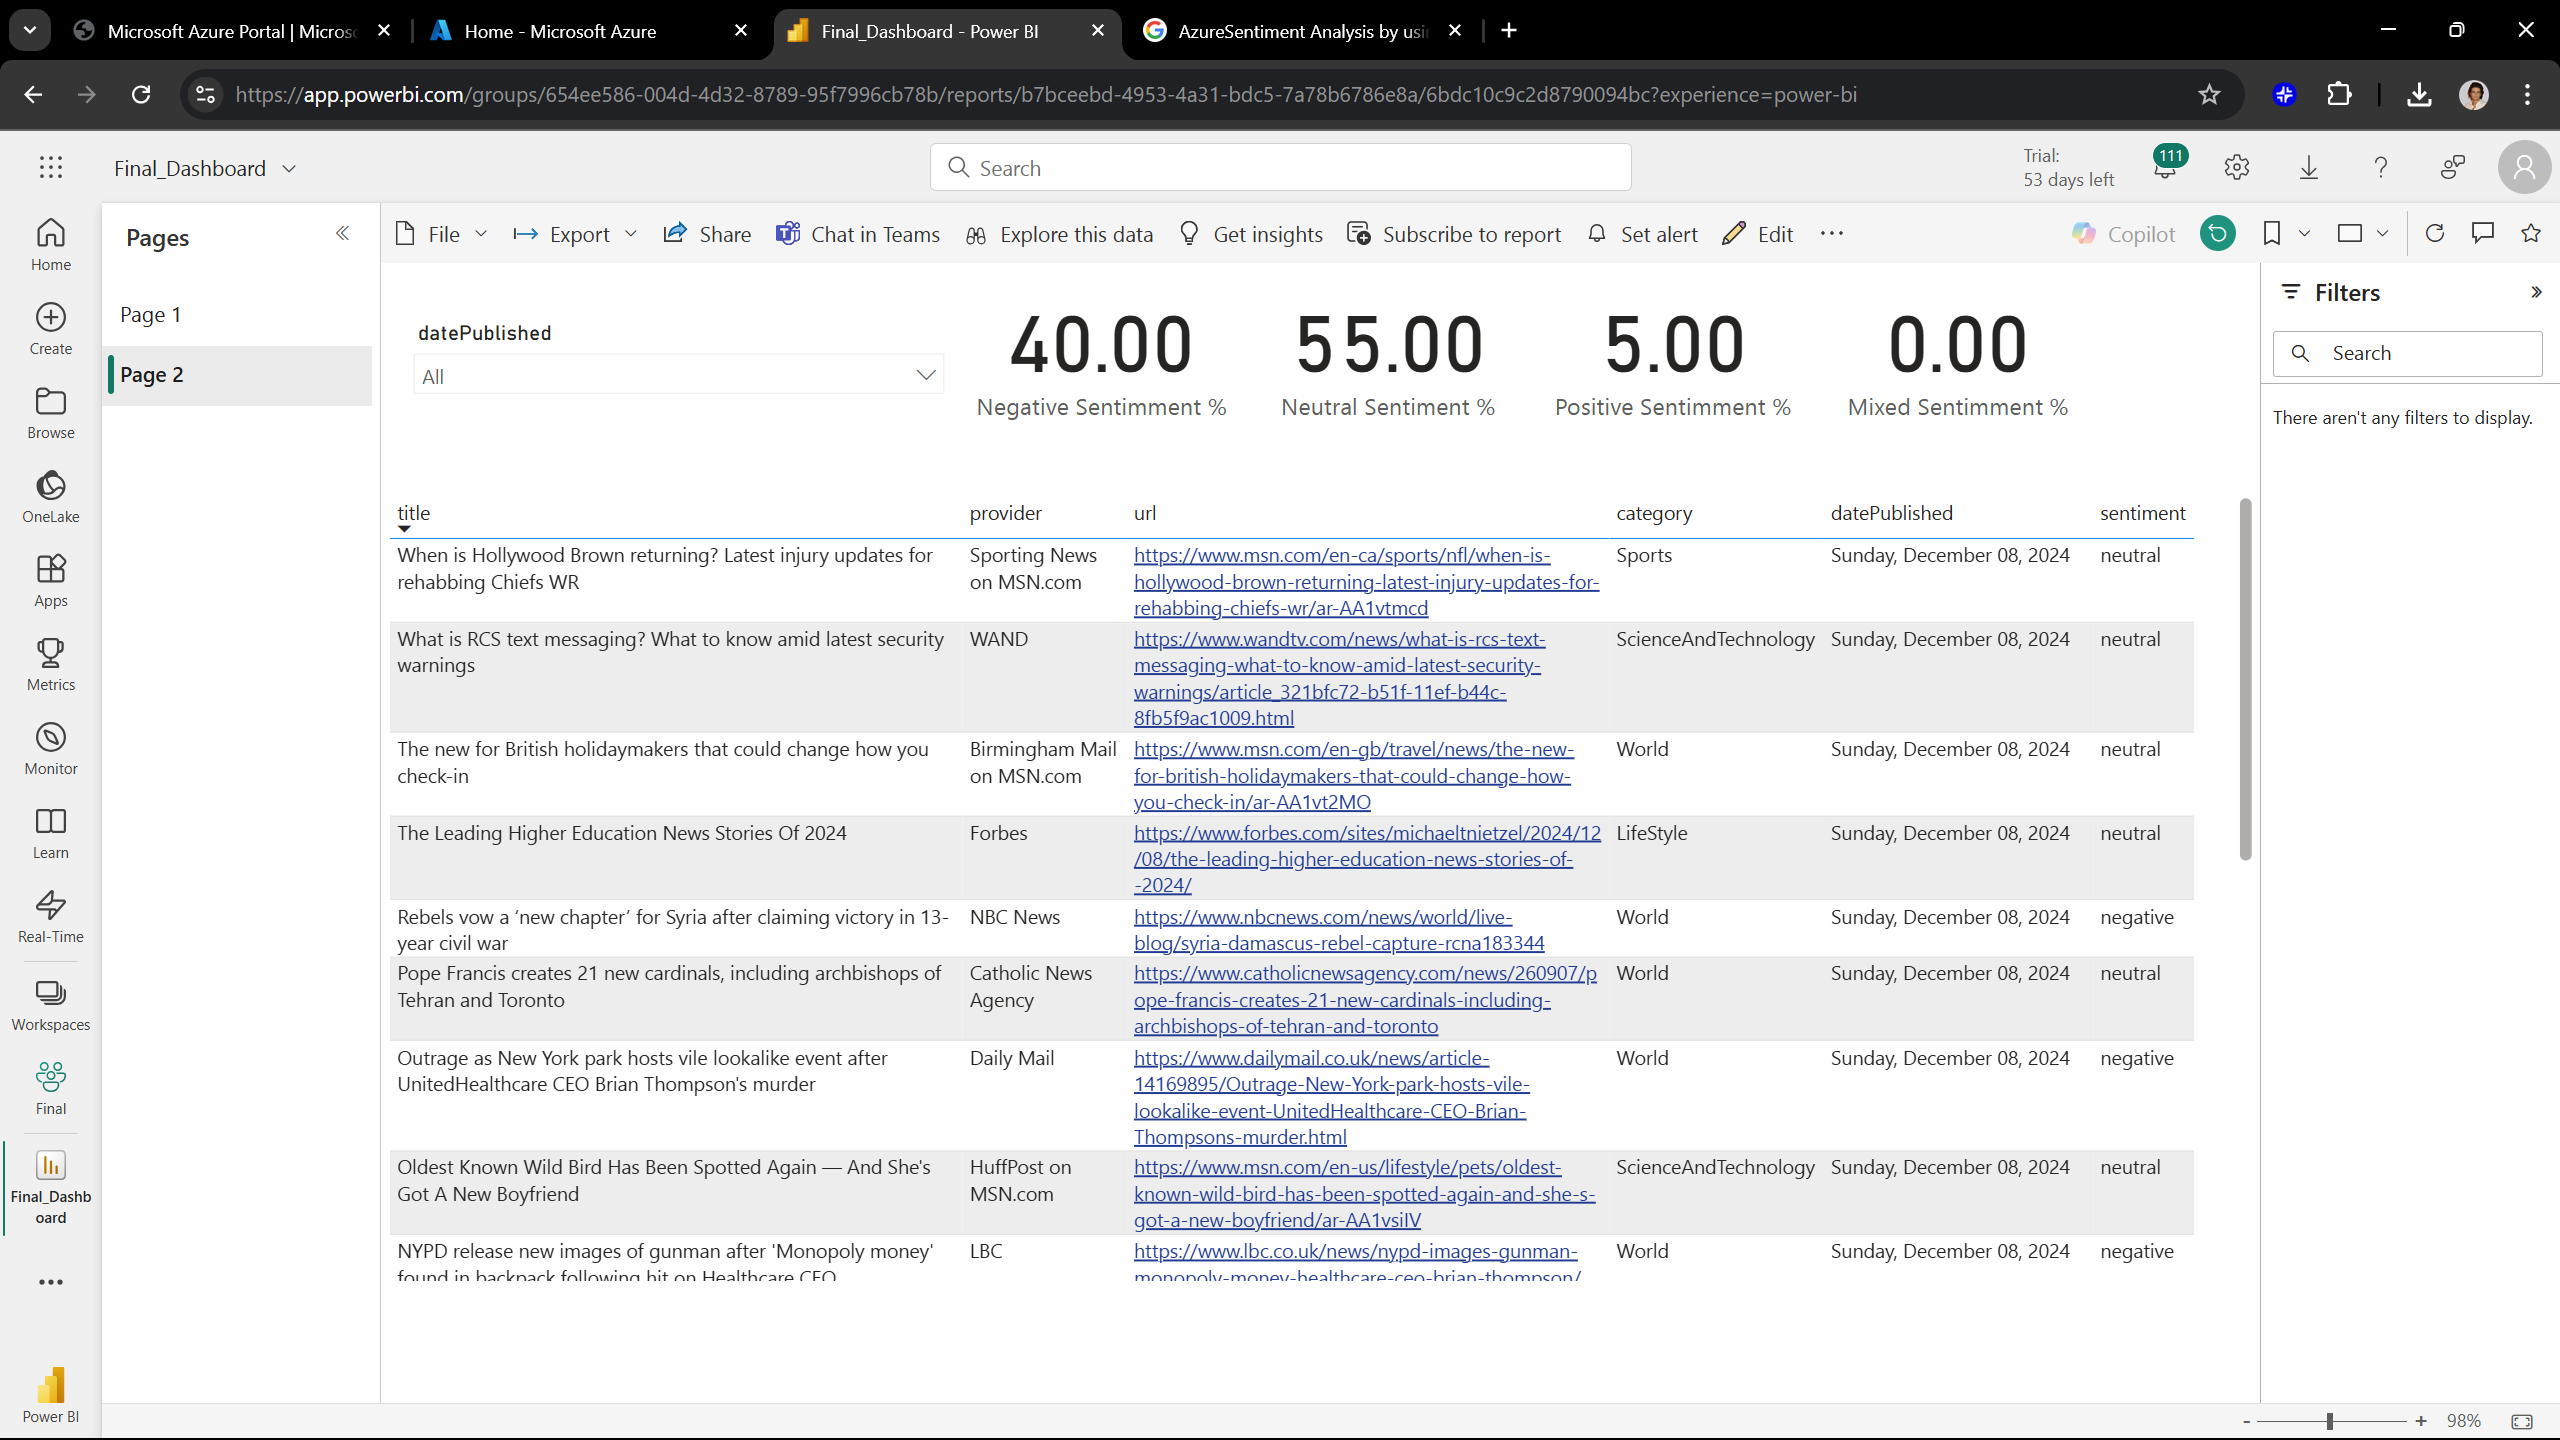 Microsoft Azure Portal | Micros
Home - Microsoft Azure
Final_Dashboard - Power BI
AzureSentiment Analysis by usi
https://app.powerbi.com/groups/654ee586-004d-4d32-8789-95f7996cb78b/reports/b7bceebd-4953-4a31-bdc5-7a78b6786e8a/6bdc10c9c2d8790094bc?experience=power-bi
Final_Dashboard
Search
Trial:
53 days left
111
Home
Create
Browse
OneLake
Apps
Metrics
Monitor
Learn
Real-Time
Workspaces
Final
Final_Dashb
oard
Power BI
Pages
Page 1
Page 2
File
Export
Share
Chat in Teams
Explore this data
Get insights
Subscribe to report
Set alert
Edit
Copilot
datePublished
All
40.00
Negative Sentimment %
55.00
Neutral Sentiment %
5.00
Positive Sentimment %
0.00
Mixed Sentimment %
title provider url category datePublished sentiment
When is Hollywood Brown returning? Latest injury updates for Sporting News https://www.msn.com/en-ca/sports/nfl/when-is- Sports Sunday, December 08, 2024 neutral
rehabbing Chiefs WR on MSN.com hollywood-brown-returning-latest-injury-updates-for-
rehabbing-chiefs-wr/ar-AA1vtmcd
What is RCS text messaging? What to know amid latest security WAND https://www.wandtv.com/news/what-is-rcs-text- ScienceAndTechnology Sunday, December 08, 2024 neutral
warnings messaging-what-to-know-amid-latest-security-
warnings/article_321bfc72-b51f-11ef-b44c-
8fb5f9ac1009.html
The new for British holidaymakers that could change how you Birmingham Mail https://www.msn.com/en-gb/travel/news/the-new- World Sunday, December 08, 2024 neutral
check-in on MSN.com for-british-holidaymakers-that-could-change-how-
you-check-in/ar-AA1vt2MO
The Leading Higher Education News Stories Of 2024 Forbes https://www.forbes.com/sites/michaeltnietzel/2024/12 LifeStyle Sunday, December 08, 2024 neutral
/08/the-leading-higher-education-news-stories-of-
-2024/
Rebels vow a ‘new chapter’ for Syria after claiming victory in 13- NBC News https://www.nbcnews.com/news/world/live- World Sunday, December 08, 2024 negative
year civil war blog/syria-damascus-rebel-capture-rcna183344
Pope Francis creates 21 new cardinals, including archbishops of Catholic News https://www.catholicnewsagency.com/news/260907/p World Sunday, December 08, 2024 neutral
Tehran and Toronto Agency ope-francis-creates-21-new-cardinals-including-
archbishops-of-tehran-and-toronto
Outrage as New York park hosts vile lookalike event after Daily Mail https://www.dailymail.co.uk/news/article- World Sunday, December 08, 2024 negative
UnitedHealthcare CEO Brian Thompson's murder 14169895/Outrage-New-York-park-hosts-vile-
lookalike-event-UnitedHealthcare-CEO-Brian-
Thompsons-murder.html
Oldest Known Wild Bird Has Been Spotted Again — And She's HuffPost on https://www.msn.com/en-us/lifestyle/pets/oldest- ScienceAndTechnology Sunday, December 08, 2024 neutral
Got A New Boyfriend MSN.com known-wild-bird-has-been-spotted-again-and-she-s-
got-a-new-boyfriend/ar-AA1vsiIV
NYPD release new images of gunman after 'Monopoly money' LBC https://www.lbc.co.uk/news/nypd-images-gunman- World Sunday, December 08, 2024 negative
found in backpack following hit on Healthcare CEO monopoly-money-healthcare-ceo-brian-thompson/
Filters
Search
There aren't any filters to display.
- + 98%